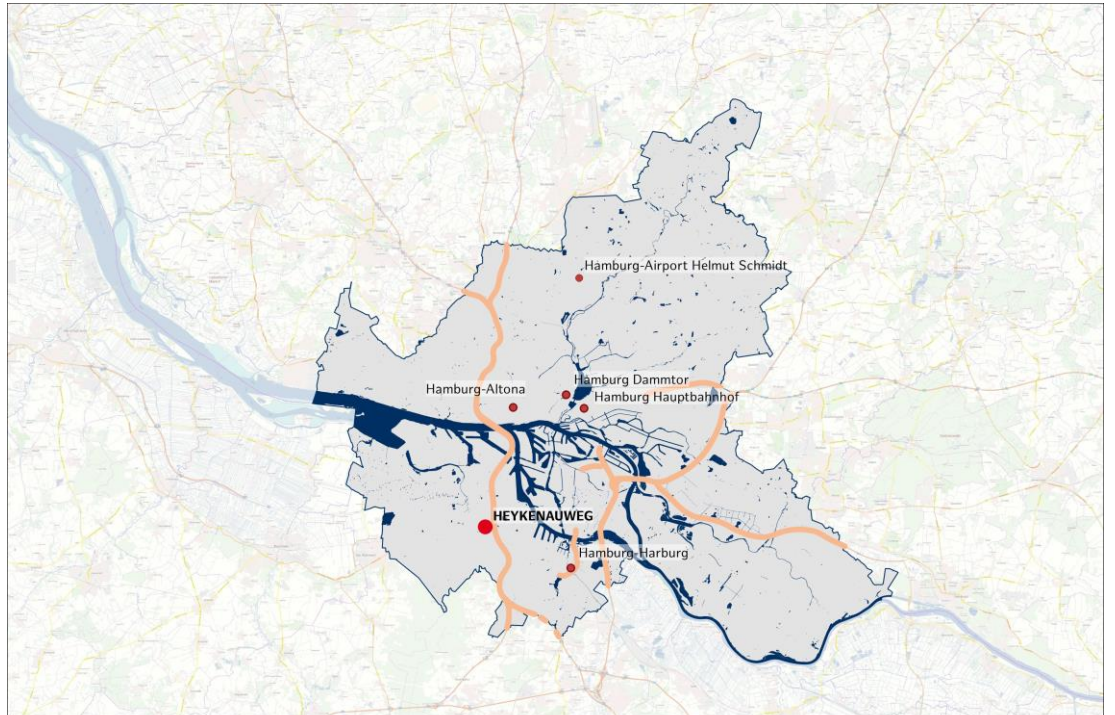 Hamburg-Airport Helmut Schmidt
Hamburg Dammtor
Hamburg-Altona
Hamburg Hauptbahnhof
HEYKENAUWEG
Hamburg-Harburg